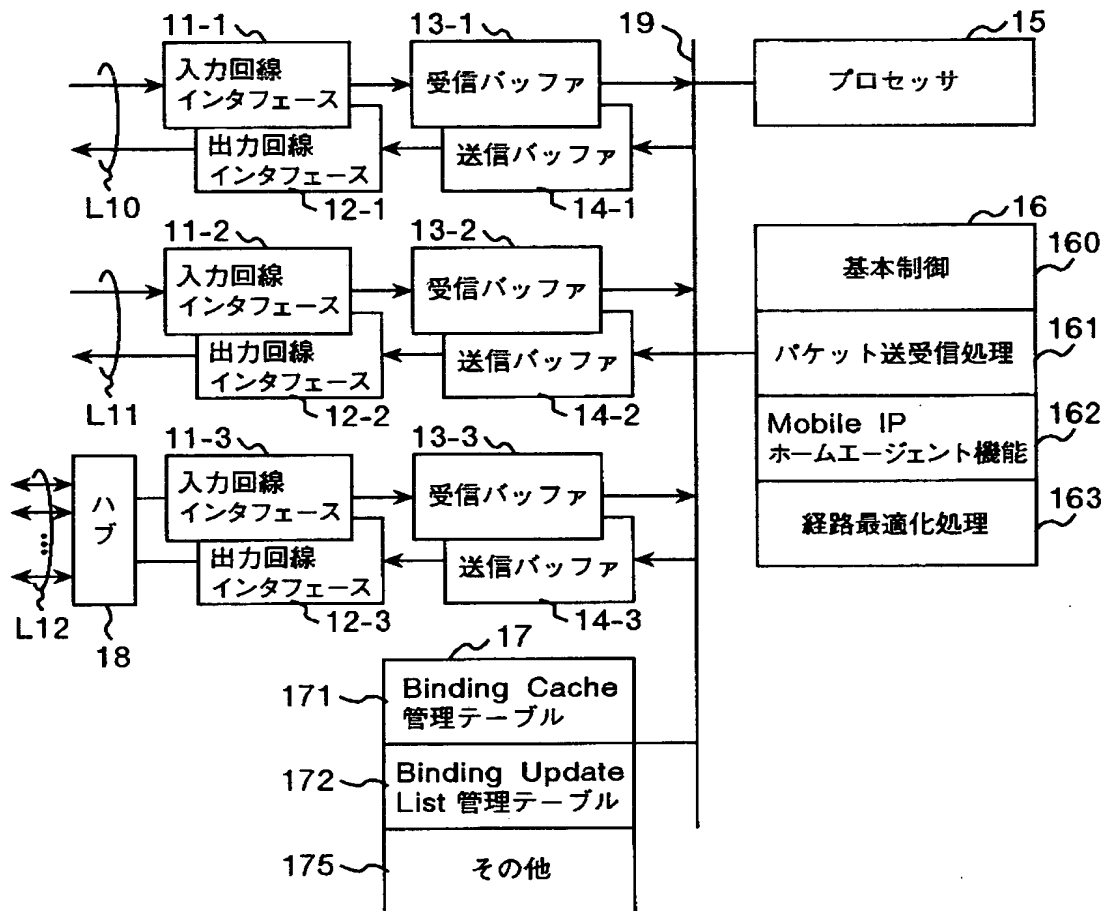 11-1
13-1
19
15
入力回線
インタフェース
受信バッファ
プロセッサ
出力回線
インタフェース
送信バッファ
L10
12-1
14-1
11-2
13-2
16
160
入力回線
インタフェース
受信バッファ
基本制御
出力回線
インタフェース
送信バッファ
パケット送受信処理
161
L11
12-2
14-2
11-3
13-3
Mobile IP
ホームエージェント機能
162
ハブ
入力回線
インタフェース
受信バッファ
経路最適化処理
163
出力回線
インタフェース
送信バッファ
L12
18
12-3
14-3
17
171
Binding Cache
管理テーブル
172
Binding Update
List 管理テーブル
175
その他